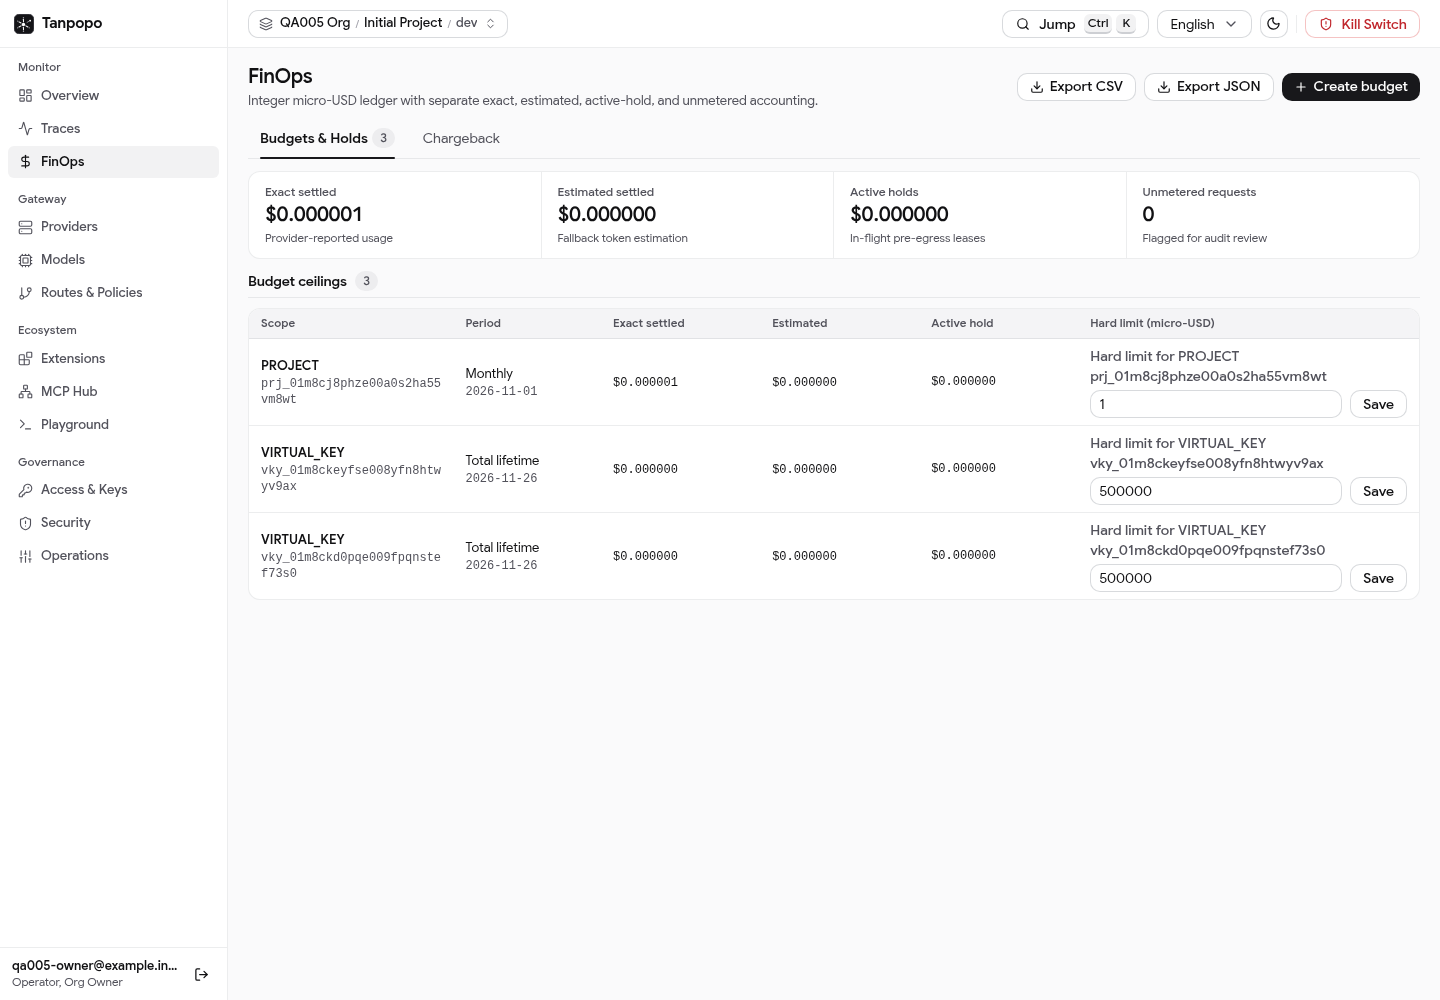 Tanpopo
QA005 Org / Initial Project / dev
Jump Ctrl K
English
Kill Switch
Monitor
Overview
Traces
FinOps
Gateway
Providers
Models
Routes & Policies
Ecosystem
Extensions
MCP Hub
Playground
Governance
Access & Keys
Security
Operations
qa005-owner@example.in...
Operator, Org Owner
FinOps
Integer micro-USD ledger with separate exact, estimated, active-hold, and unmetered accounting.
Export CSV
Export JSON
Create budget
Budgets & Holds 3
Chargeback
Exact settled
$0.000001
Provider-reported usage
Estimated settled
$0.000000
Fallback token estimation
Active holds
$0.000000
In-flight pre-egress leases
Unmetered requests
0
Flagged for audit review
Budget ceilings 3
Scope Period Exact settled Estimated Active hold Hard limit (micro-USD)
PROJECT
prj_01m8cj8phze00a0s2ha55
vm8wt
Monthly
2026-11-01
$0.000001
$0.000000
$0.000000
Hard limit for PROJECT
prj_01m8cj8phze00a0s2ha55vm8wt
1
Save
VIRTUAL_KEY
vky_01m8ckeyfse008yfn8htw
yv9ax
Total lifetime
2026-11-26
$0.000000
$0.000000
$0.000000
Hard limit for VIRTUAL_KEY
vky_01m8ckeyfse008yfn8htwyv9ax
500000
Save
VIRTUAL_KEY
vky_01m8ckd0pqe009fpqnste
f73s0
Total lifetime
2026-11-26
$0.000000
$0.000000
$0.000000
Hard limit for VIRTUAL_KEY
vky_01m8ckd0pqe009fpqnstef73s0
500000
Save